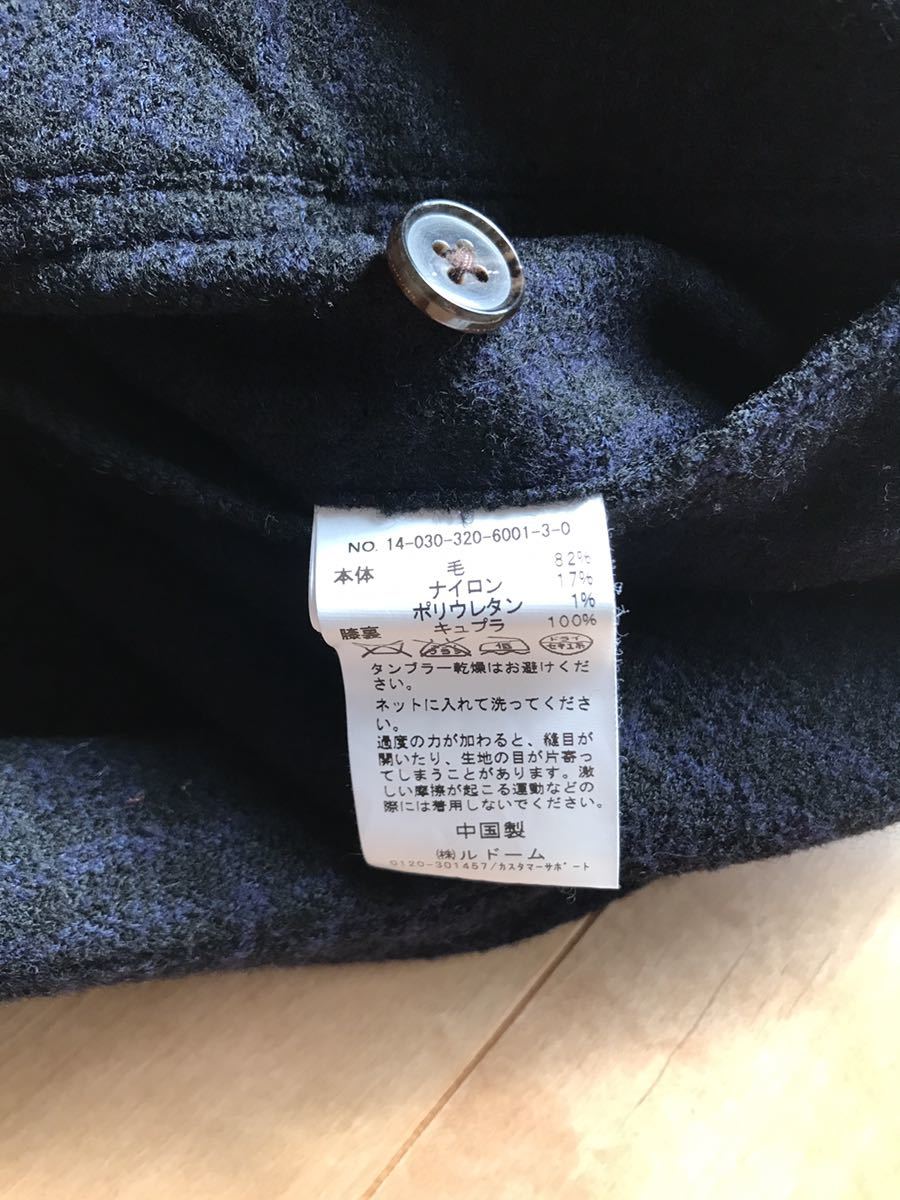 NO. 14-030-320-6001-3-0
本体 毛 82%
ナイロン 17%
ポリウレタン 1%
膝裏 キュプラ 100%
ドライ
セキユ系
タンブラー乾燥はお避けくだ
さい。
ネットに入れて洗ってくださ
い。
過度の力が加わると、縫目が
開いたり、生地の目が片寄っ
てしまうことがあります。激
しい摩擦が起こる運動などの
際には着用しないでください。
中国製
㈱ルドーム
0120-301457/カスタマーサポート